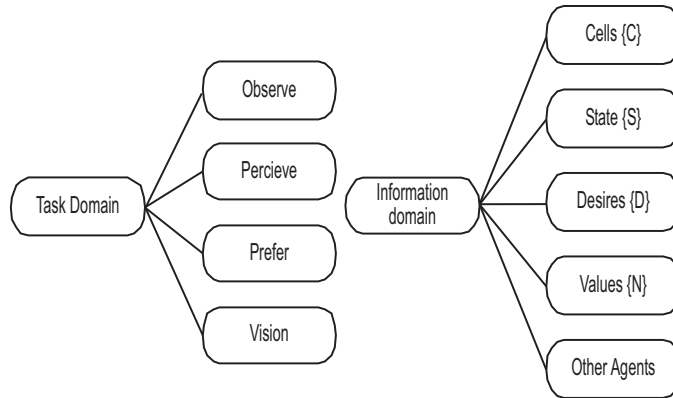 Task Domain
Observe
Percieve
Prefer
Vision
Information
domain
Cells {C}
State {S}
Desires {D}
Values {N}
Other Agents